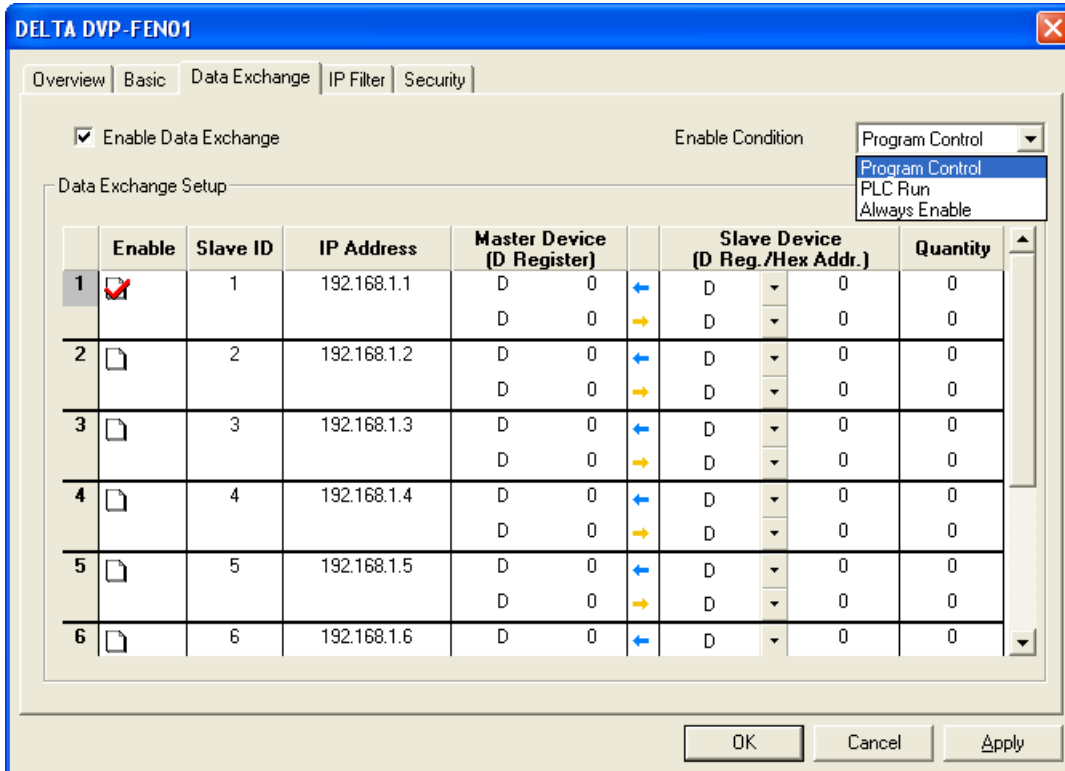 DELTA DVP-FEN01
Overview Basic Data Exchange IP Filter Security
Enable Data Exchange Enable Condition Program Control
Program Control
PLC Run
Always Enable
Data Exchange Setup
Enable Slave ID IP Address Master Device (D Register) Slave Device (D Reg./Hex Addr.) Quantity
1 1 192.168.1.1 D 0 D 0 0
D 0 D 0 0
2 2 192.168.1.2 D 0 D 0 0
D 0 D 0 0
3 3 192.168.1.3 D 0 D 0 0
D 0 D 0 0
4 4 192.168.1.4 D 0 D 0 0
D 0 D 0 0
5 5 192.168.1.5 D 0 D 0 0
D 0 D 0 0
6 6 192.168.1.6 D 0 D 0 0
OK Cancel Apply